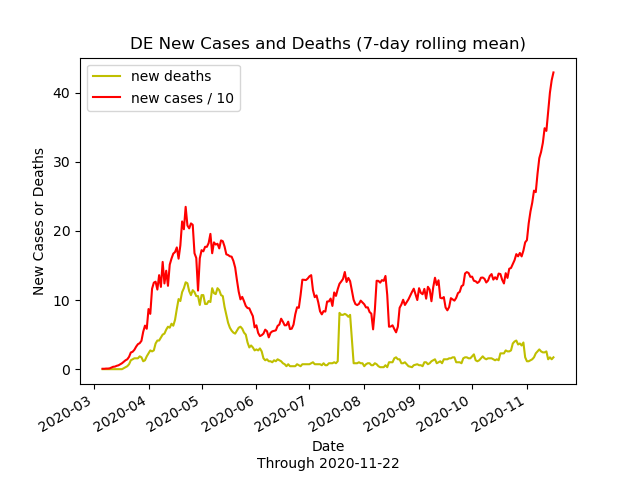 DE New Cases and Deaths (7-day rolling mean)
new deaths
new cases / 10
40
30
20
10
0
New Cases or Deaths
2020-03
2020-04
2020-05
2020-06
2020-07
2020-08
2020-09
2020-10
2020-11
Date
Through 2020-11-22